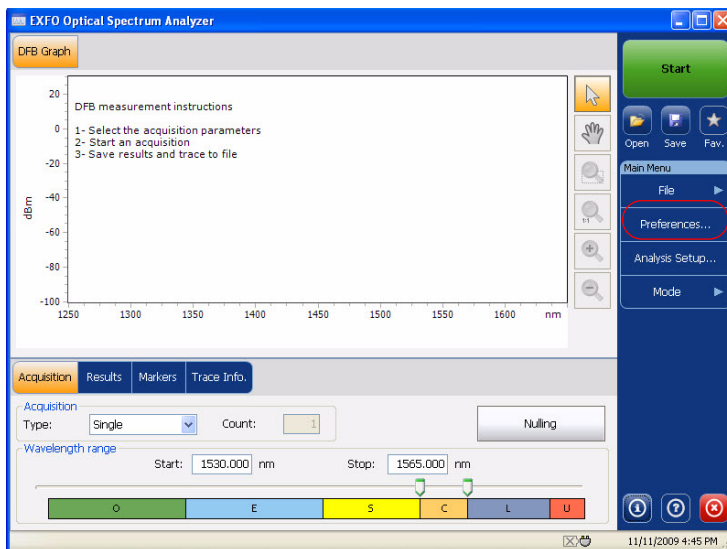 EXFO Optical Spectrum Analyzer
DFB Graph
Start
Open Save Fav.
Main Menu
File
Preferences...
Analysis Setup...
Mode
DFB measurement instructions
1- Select the acquisition parameters
2- Start an acquisition
3- Save results and trace to file
dBm
20
0
-20
-40
-60
-80
-100
1250 1300 1350 1400 1450 1500 1550 1600 nm
1:1
Acquisition Results Markers Trace Info.
Acquisition
Type: Single Count: 1
Nulling
Wavelength range
Start: 1530.000 nm Stop: 1565.000 nm
O E S C L U
11/11/2009 4:45 PM